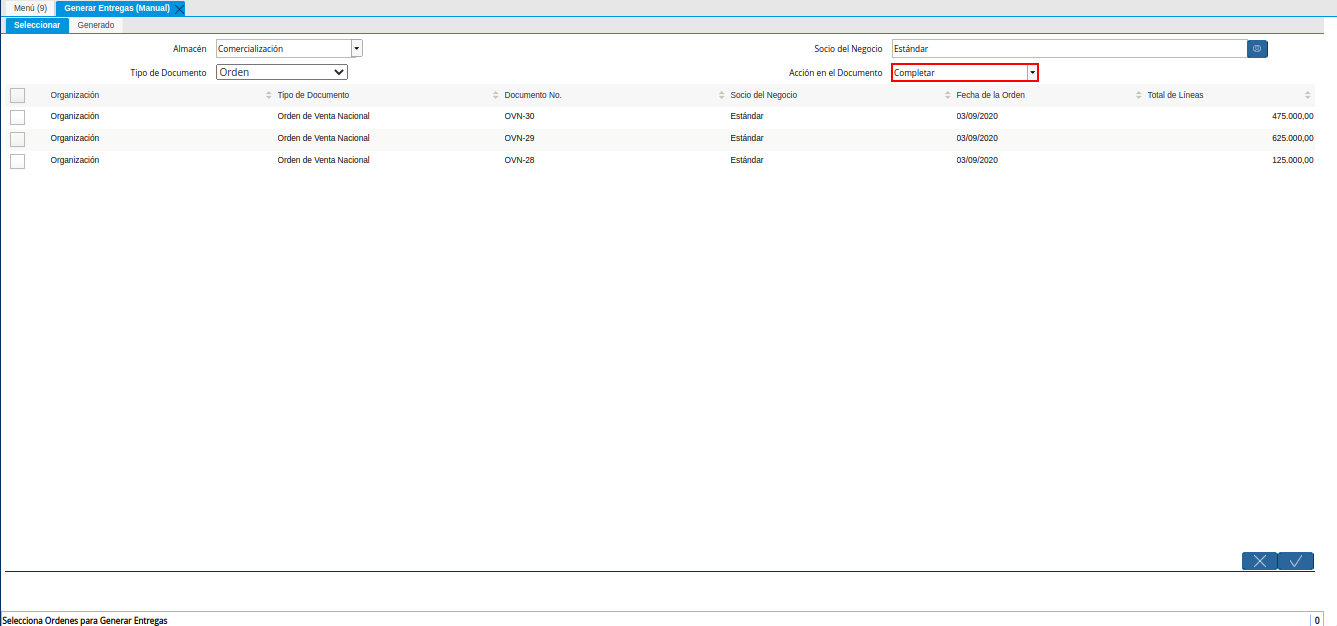 Menú (9) Generar Entregas (Manual)
Seleccionar Generado
Almacén Comercialización Socio del Negocio Estándar
Tipo de Documento Orden Acción en el Documento Completar
Organización Tipo de Documento Documento No. Socio del Negocio Fecha de la Orden Total de Líneas
Organización Orden de Venta Nacional OVN-30 Estándar 03/09/2020 475.000,00
Organización Orden de Venta Nacional OVN-29 Estándar 03/09/2020 625.000,00
Organización Orden de Venta Nacional OVN-28 Estándar 03/09/2020 125.000,00
Selecciona Ordenes para Generar Entregas 0